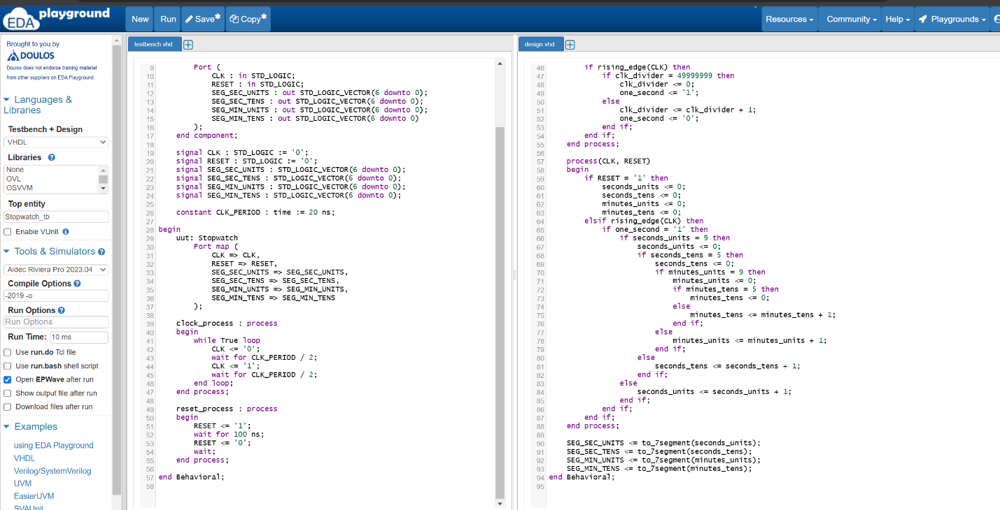 EDA playground
New Run Save* Copy*
Resources Community Help Playgrounds
Brought to you by
DOULOS
Doulos does not endorse training material
from other suppliers on EDA Playground.
Languages &
Libraries
Testbench + Design
VHDL
Libraries
None
OVL
OSVVM
Top entity
Stopwatch_tb
Enable VUnit
Tools & Simulators
Aldec Riviera Pro 2023.04
Compile Options
-2019 -o
Run Options
Run Options
Run Time: 10 ms
Use run.do Tcl file
Use run.bash shell script
Open EPWave after run
Show output file after run
Download files after run
Examples
using EDA Playground
VHDL
Verilog/SystemVerilog
UVM
EasierUVM
SVAUnit
testbench.vhd
9 Port (
10 CLK : in STD_LOGIC;
11 RESET : in STD_LOGIC;
12 SEG_SEC_UNITS : out STD_LOGIC_VECTOR(6 downto 0);
13 SEG_SEC_TENS : out STD_LOGIC_VECTOR(6 downto 0);
14 SEG_MIN_UNITS : out STD_LOGIC_VECTOR(6 downto 0);
15 SEG_MIN_TENS : out STD_LOGIC_VECTOR(6 downto 0)
16 );
17 end component;
18
19 signal CLK : STD_LOGIC := '0';
20 signal RESET : STD_LOGIC := '0';
21 signal SEG_SEC_UNITS : STD_LOGIC_VECTOR(6 downto 0);
22 signal SEG_SEC_TENS : STD_LOGIC_VECTOR(6 downto 0);
23 signal SEG_MIN_UNITS : STD_LOGIC_VECTOR(6 downto 0);
24 signal SEG_MIN_TENS : STD_LOGIC_VECTOR(6 downto 0);
25
26 constant CLK_PERIOD : time := 20 ns;
27
28 begin
29 uut: Stopwatch
30 Port map (
31 CLK => CLK,
32 RESET => RESET,
33 SEG_SEC_UNITS => SEG_SEC_UNITS,
34 SEG_SEC_TENS => SEG_SEC_TENS,
35 SEG_MIN_UNITS => SEG_MIN_UNITS,
36 SEG_MIN_TENS => SEG_MIN_TENS
37 );
38
39 clock_process : process
40 begin
41 while True loop
42 CLK <= '0';
43 wait for CLK_PERIOD / 2;
44 CLK <= '1';
45 wait for CLK_PERIOD / 2;
46 end loop;
47 end process;
48
49 reset_process : process
50 begin
51 RESET <= '1';
52 wait for 100 ns;
53 RESET <= '0';
54 wait;
55 end process;
56
57 end Behavioral;
58
design.vhd
46 if rising_edge(CLK) then
47 if clk_divider = 49999999 then
48 clk_divider <= 0;
49 one_second <= '1';
50 else
51 clk_divider <= clk_divider + 1;
52 one_second <= '0';
53 end if;
54 end if;
55 end process;
56
57 process(CLK, RESET)
58 begin
59 if RESET = '1' then
60 seconds_units <= 0;
61 seconds_tens <= 0;
62 minutes_units <= 0;
63 minutes_tens <= 0;
64 elsif rising_edge(CLK) then
65 if one_second = '1' then
66 if seconds_units = 9 then
67 seconds_units <= 0;
68 if seconds_tens = 5 then
69 seconds_tens <= 0;
70 if minutes_units = 9 then
71 minutes_units <= 0;
72 if minutes_tens = 5 then
73 minutes_tens <= 0;
74 else
75 minutes_tens <= minutes_tens + 1;
76 end if;
77 else
78 minutes_units <= minutes_units + 1;
79 end if;
80 else
81 seconds_tens <= seconds_tens + 1;
82 end if;
83 else
84 seconds_units <= seconds_units + 1;
85 end if;
86 end if;
87 end if;
88 end process;
89
90 SEG_SEC_UNITS <= to_7segment(seconds_units);
91 SEG_SEC_TENS <= to_7segment(seconds_tens);
92 SEG_MIN_UNITS <= to_7segment(minutes_units);
93 SEG_MIN_TENS <= to_7segment(minutes_tens);
94 end Behavioral;
95